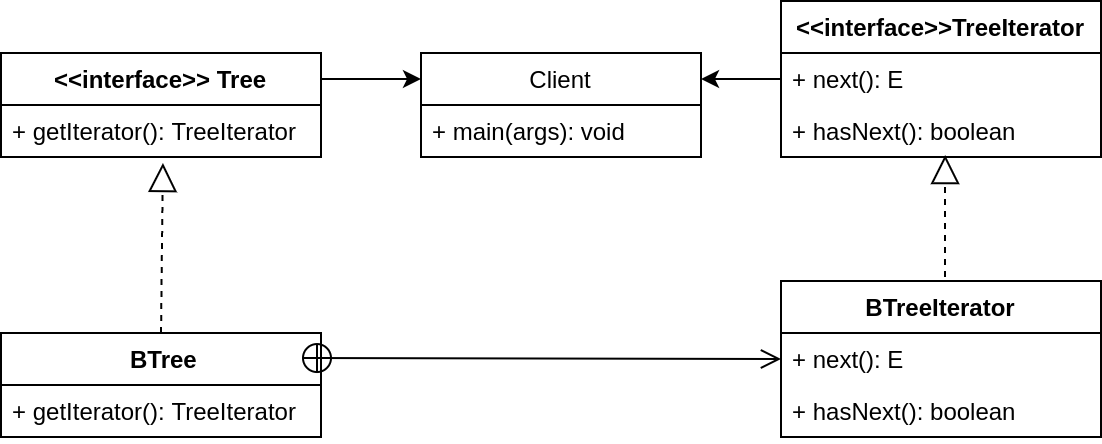 <<interface>> Tree
+ getIterator(): TreeIterator
Client
+ main(args): void
<<interface>>TreeIterator
+ next(): E
+ hasNext(): boolean
BTree
+ getIterator(): TreeIterator
BTreeIterator
+ next(): E
+ hasNext(): boolean